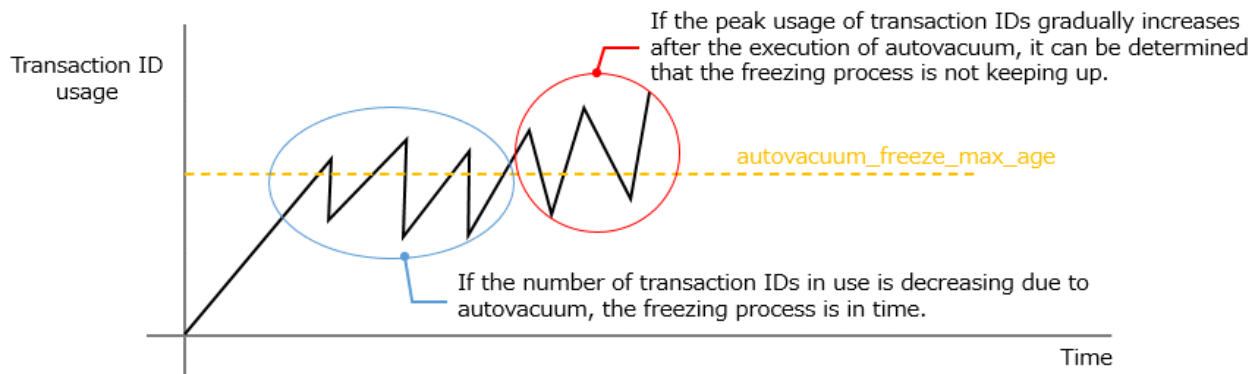 If the peak usage of transaction IDs gradually increases
after the execution of autovacuum, it can be determined
that the freezing process is not keeping up.
Transaction ID
usage
autovacuum_freeze_max_age
If the number of transaction IDs in use is decreasing due to
autovacuum, the freezing process is in time.
Time